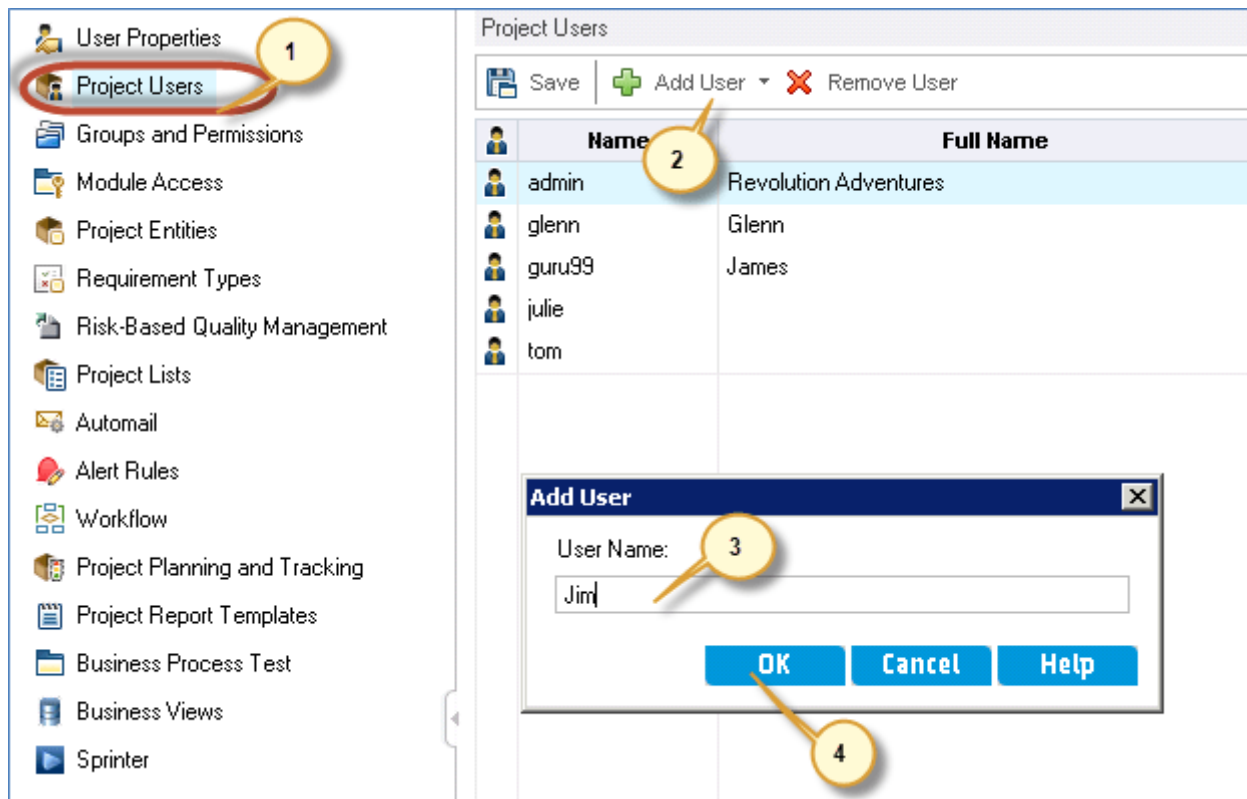 User Properties
1
Project Users
Groups and Permissions
Module Access
Project Entities
Requirement Types
Risk-Based Quality Management
Project Lists
Automail
Alert Rules
Workflow
Project Planning and Tracking
Project Report Templates
Business Process Test
Business Views
Sprinter
Project Users
Save Add User Remove User
2
Name Full Name
admin Revolution Adventures
glenn Glenn
guru99 James
julie
tom
Add User
User Name:
3
Jim
OK Cancel Help
4